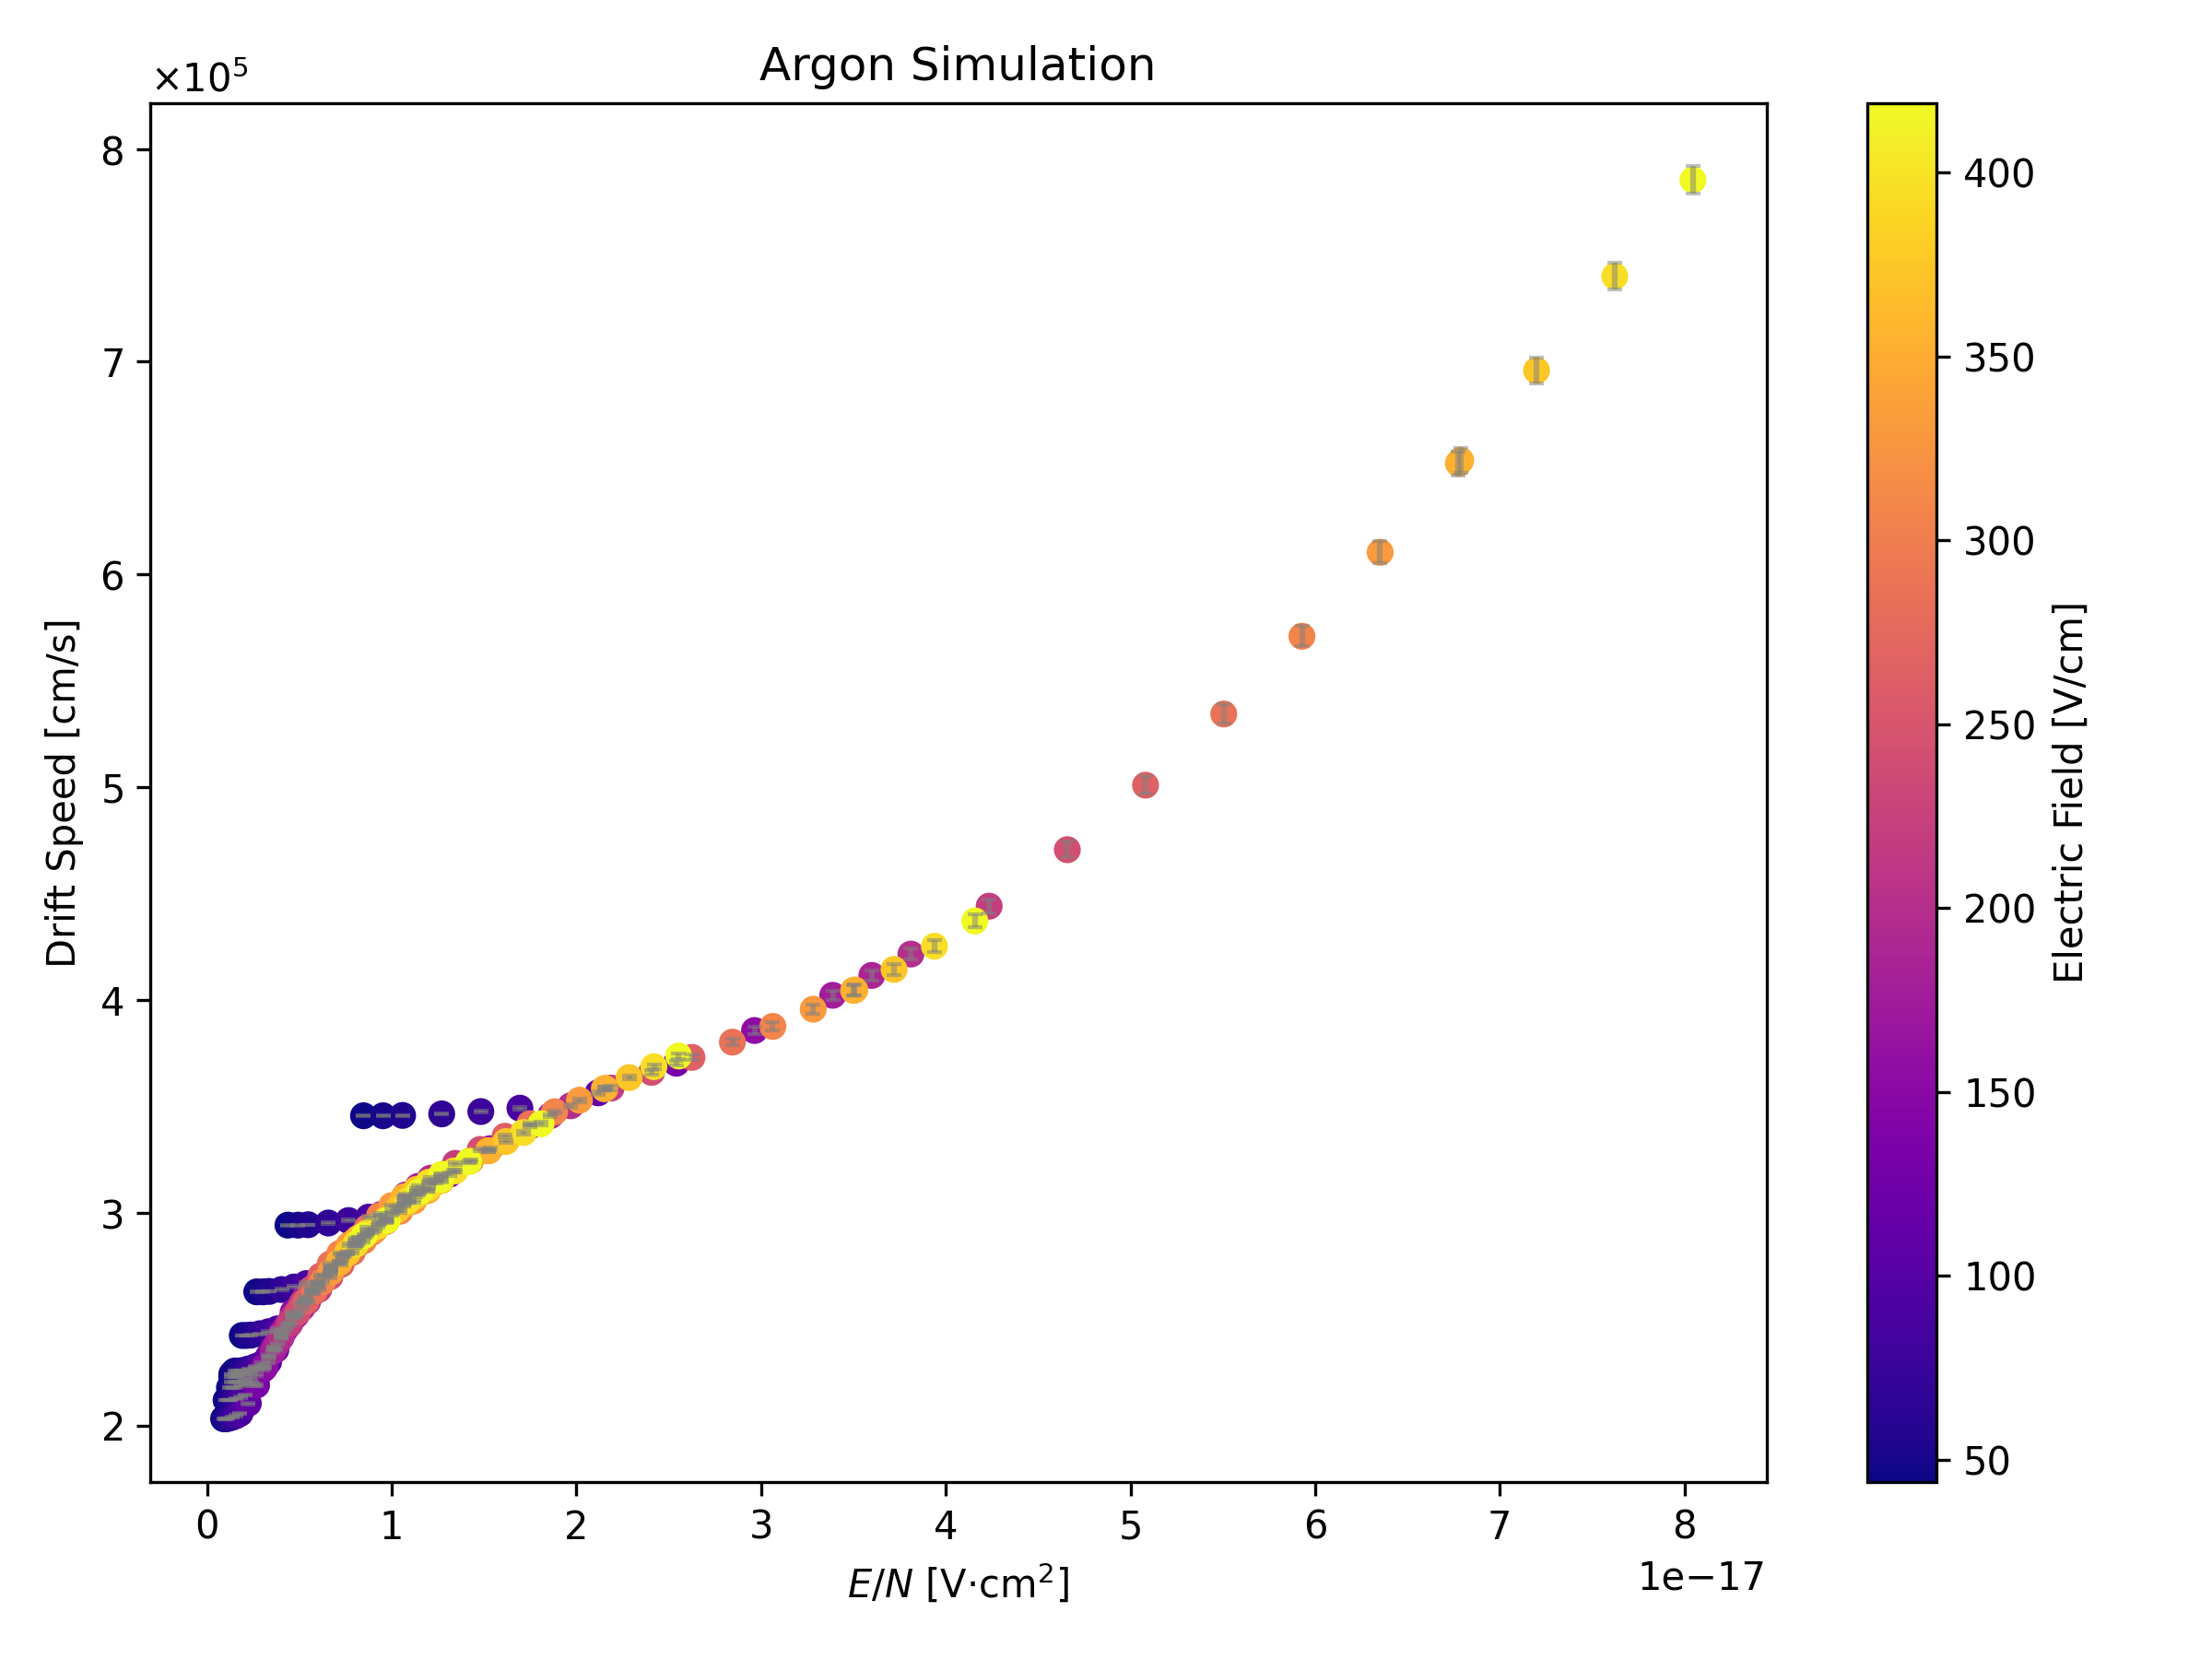 Argon Simulation
×10⁵
8
7
6
5
4
3
2
Drift Speed [cm/s]
0 1 2 3 4 5 6 7 8
1e−17
E/N [V·cm²]
400
350
300
250
200
150
100
50
Electric Field [V/cm]